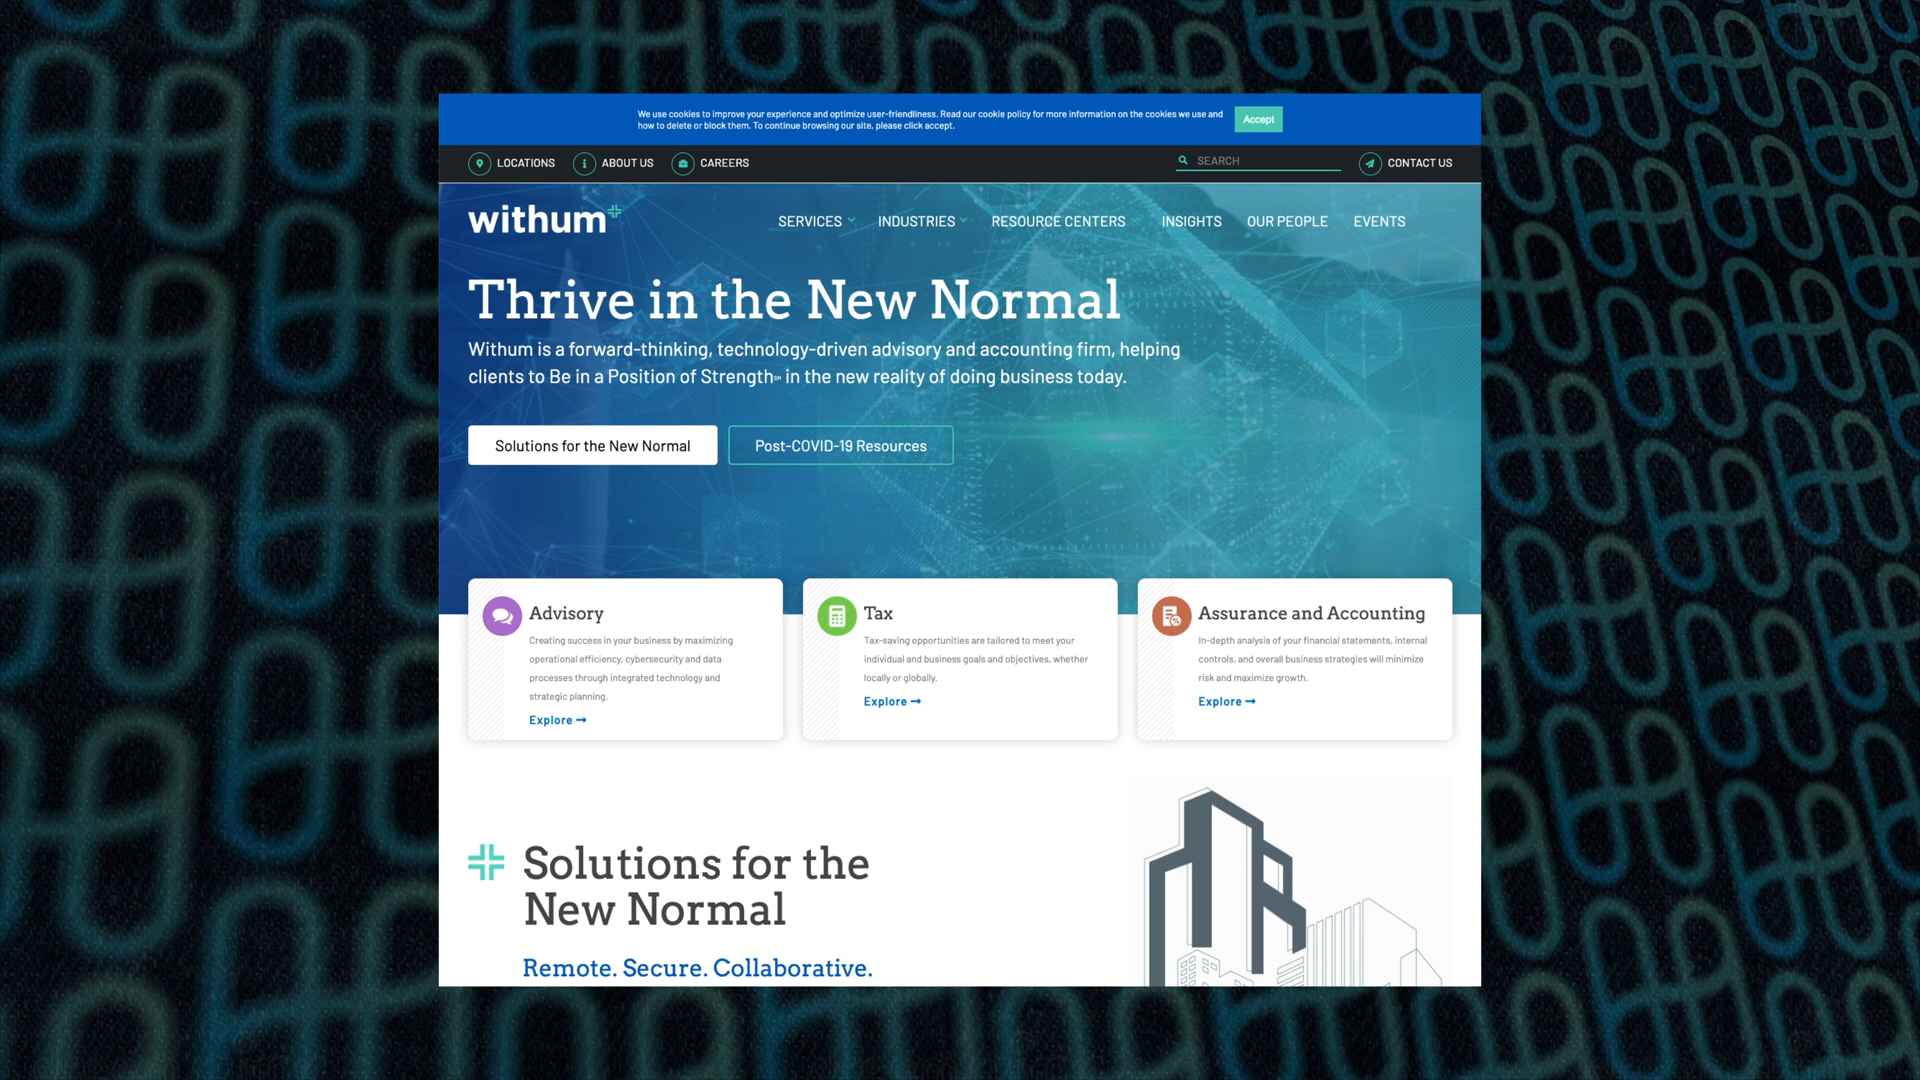 We use cookies to improve your experience and optimize user-friendliness. Read our cookie policy for more information on the cookies we use and
how to delete or block them. To continue browsing our site, please click accept.
Accept
LOCATIONS
ABOUT US
CAREERS
SEARCH
CONTACT US
withum
SERVICES
INDUSTRIES
RESOURCE CENTERS
INSIGHTS
OUR PEOPLE
EVENTS
Thrive in the New Normal
Withum is a forward-thinking, technology-driven advisory and accounting firm, helping
clients to Be in a Position of Strength℠ in the new reality of doing business today.
Solutions for the New Normal
Post-COVID-19 Resources
Advisory
Creating success in your business by maximizing
operational efficiency, cybersecurity and data
processes through integrated technology and
strategic planning.
Explore
Tax
Tax-saving opportunities are tailored to meet your
individual and business goals and objectives, whether
locally or globally.
Explore
Assurance and Accounting
In-depth analysis of your financial statements, internal
controls, and overall business strategies will minimize
risk and maximize growth.
Explore
Solutions for the
New Normal
Remote. Secure. Collaborative.